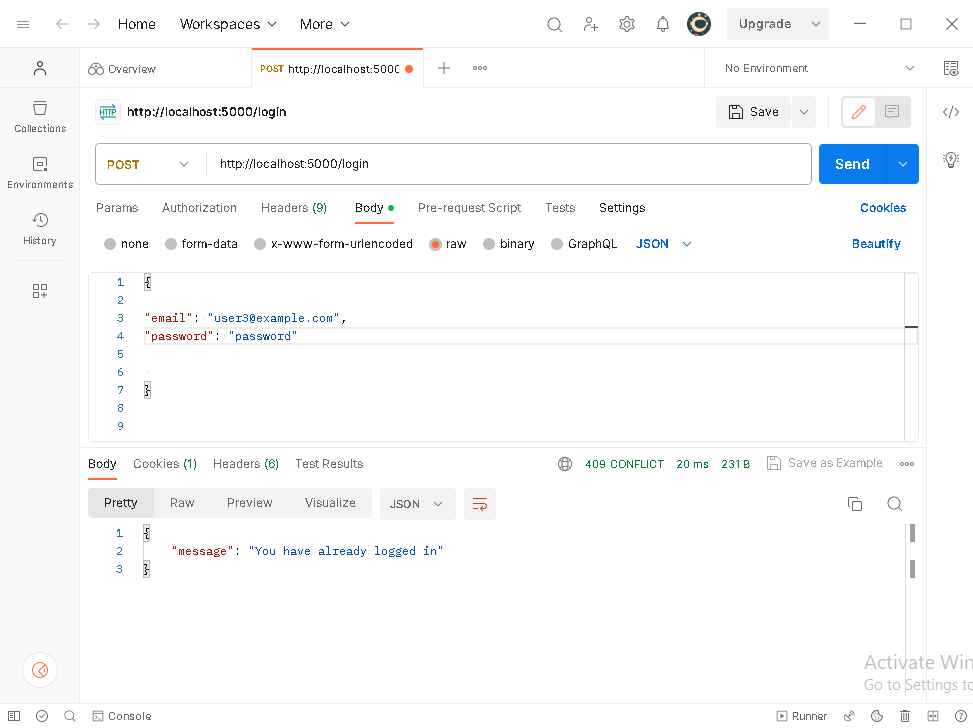 Home Workspaces More Upgrade
Overview POST http://localhost:5000 No Environment
HTTP http://localhost:5000/login Save
Collections
POST http://localhost:5000/login Send
Environments
Params Authorization Headers (9) Body Pre-request Script Tests Settings Cookies
History
none form-data x-www-form-urlencoded raw binary GraphQL JSON Beautify
1 {
2
3 "email": "user3@example.com",
4 "password": "password"
5
6
7 }
8
9
Body Cookies (1) Headers (6) Test Results 409 CONFLICT 20 ms 231 B Save as Example
Pretty Raw Preview Visualize JSON
1 {
2 "message": "You have already logged in"
3 }
Activate Win
Go to Settings to
Console Runner